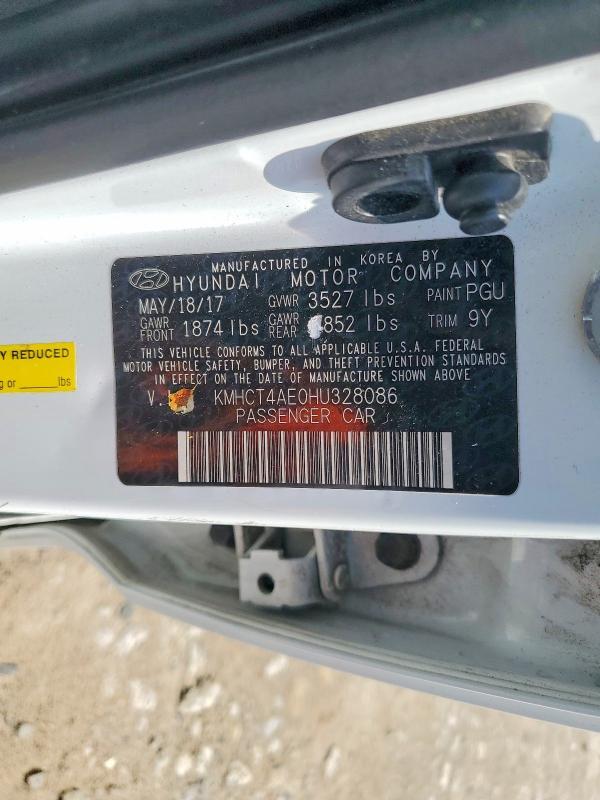 MANUFACTURED IN KOREA BY
HYUNDAI MOTOR COMPANY
MAY/18/17 GVWR 3527 lbs PAINT PGU
GAWR FRONT 1874 lbs GAWR REAR 852 lbs TRIM 9Y
THIS VEHICLE CONFORMS TO ALL APPLICABLE U.S.A. FEDERAL
MOTOR VEHICLE SAFETY, BUMPER, AND THEFT PREVENTION STANDARDS
IN EFFECT ON THE DATE OF MANUFACTURE SHOWN ABOVE
V KMHCT4AE0HU328086
PASSENGER CAR
Y REDUCED
g or ______lbs